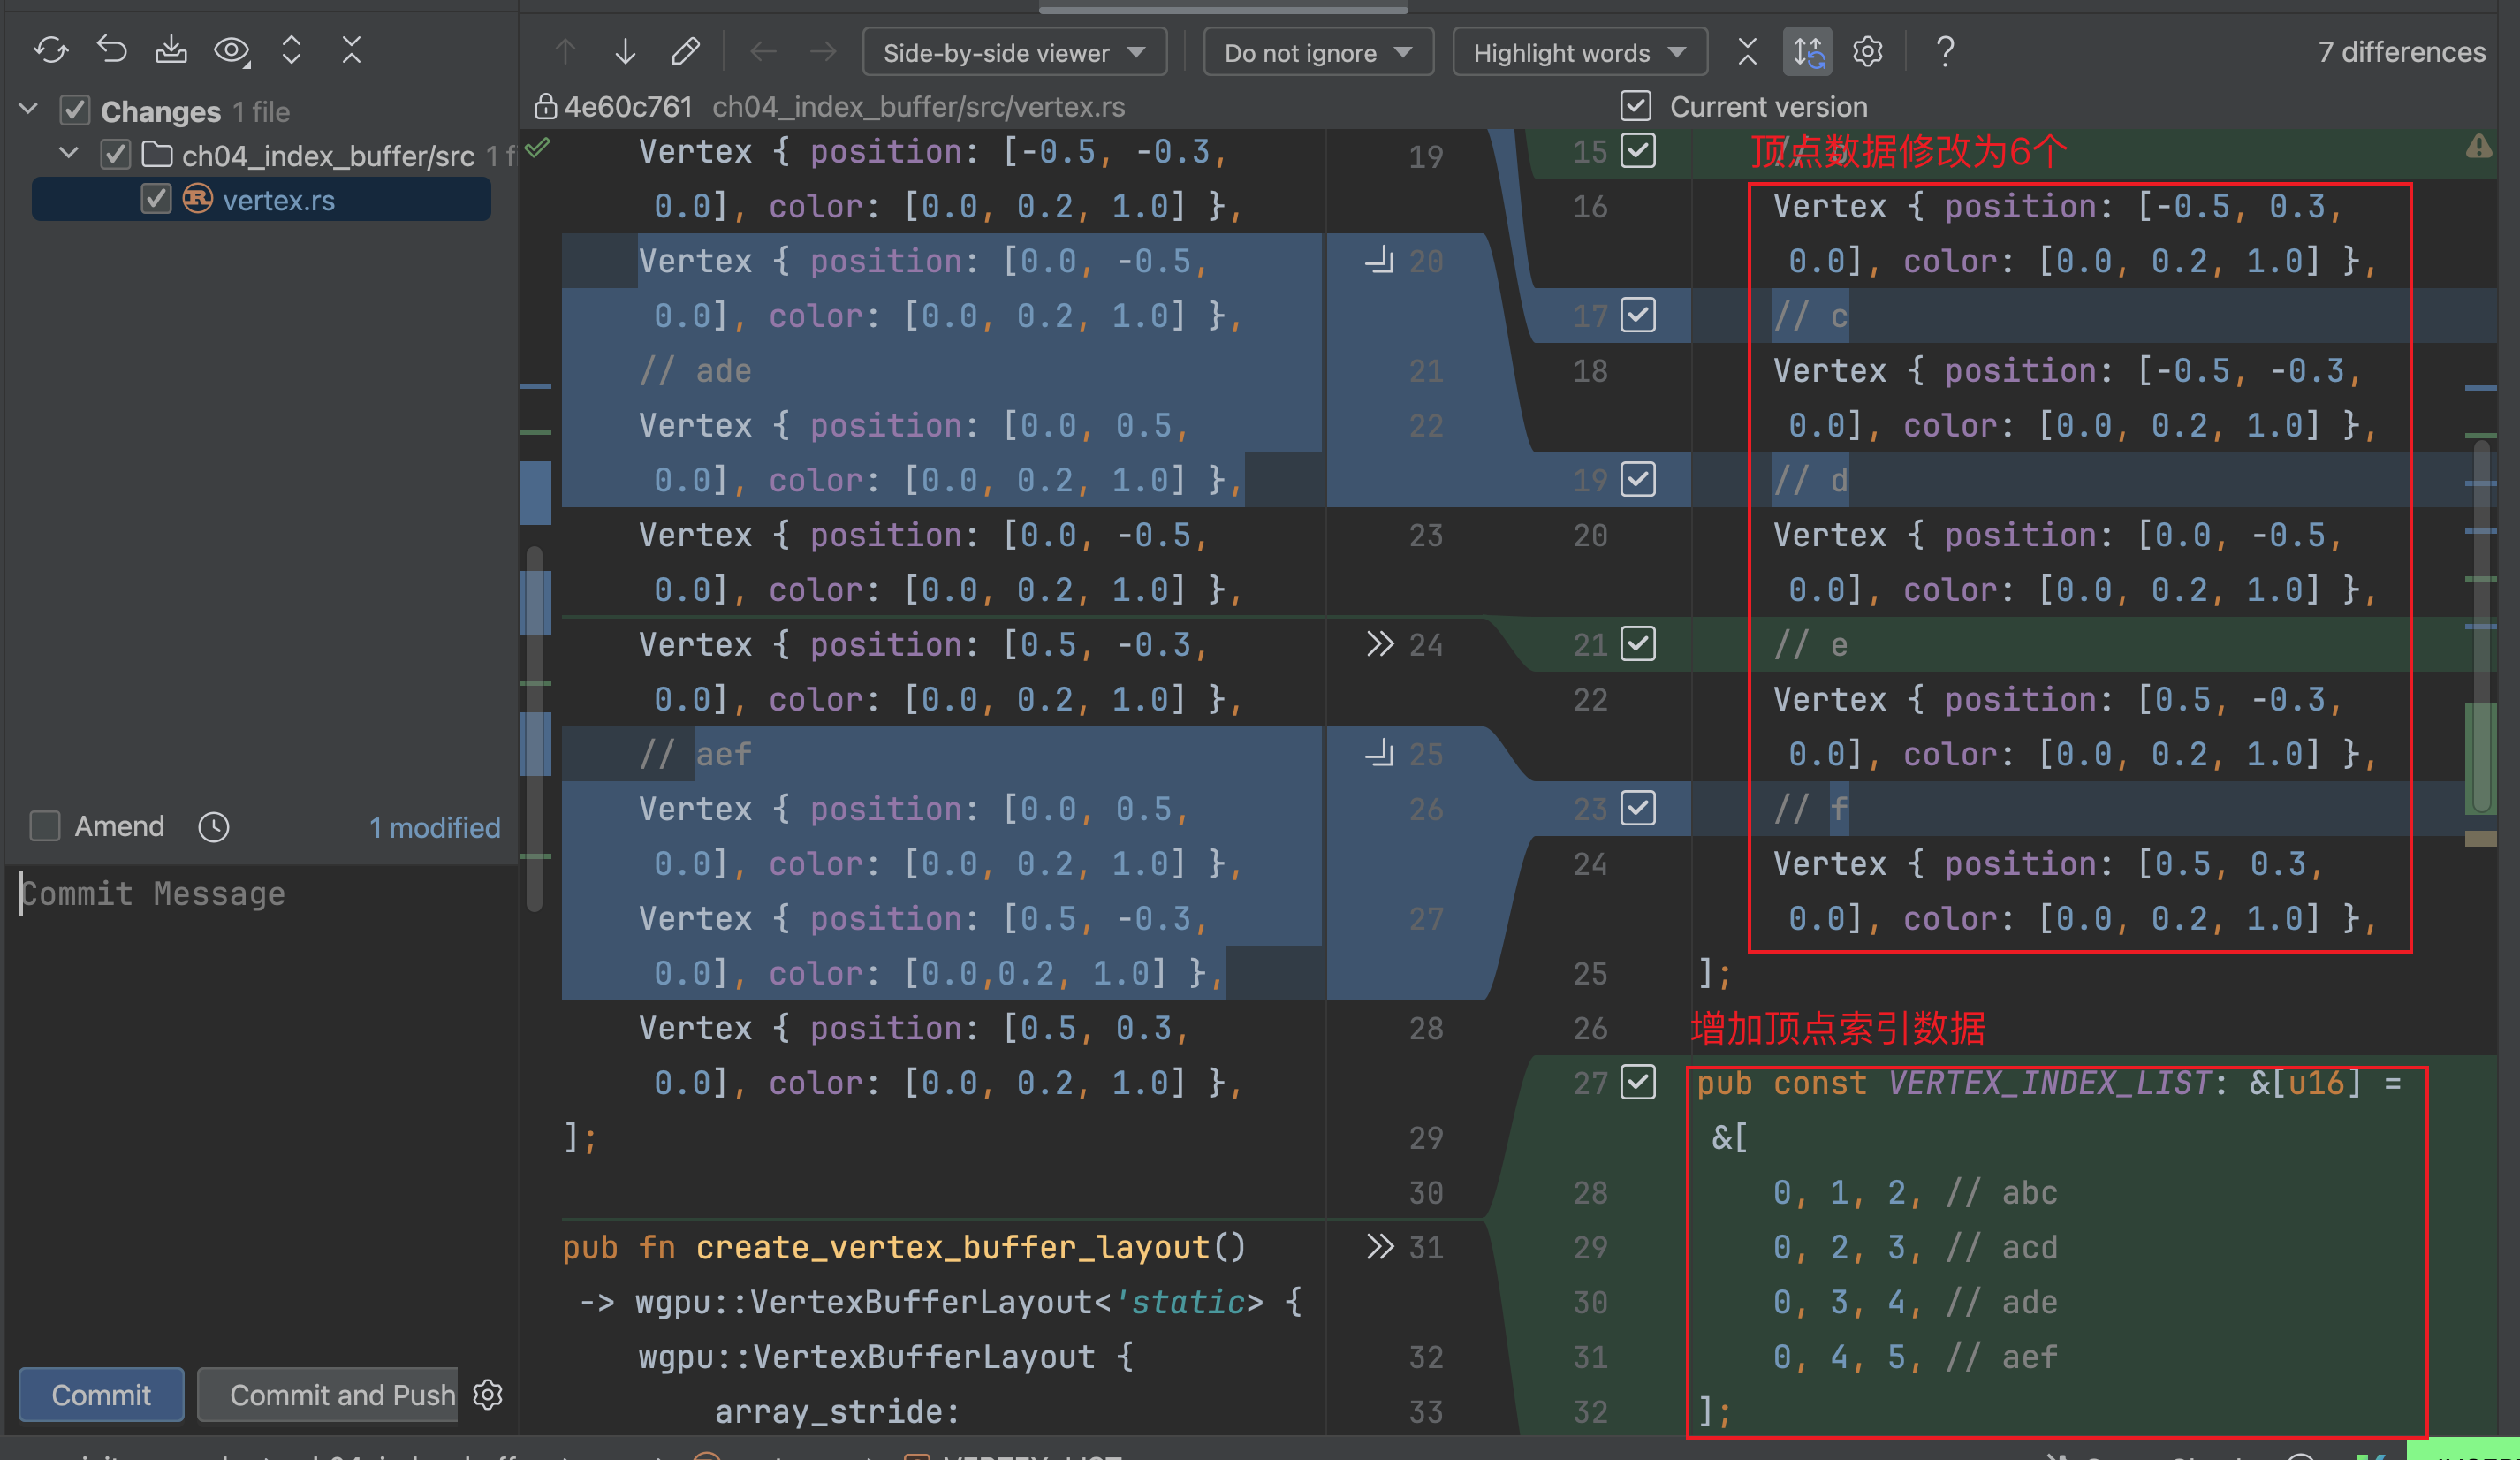 Side-by-side viewer
Do not ignore
Highlight words
?
7 differences
Changes 1 file
ch04_index_buffer/src 1 f
vertex.rs
Amend
1 modified
Commit Message
Commit
Commit and Push
4e60c761 ch04_index_buffer/src/vertex.rs
Vertex { position: [-0.5, -0.3, 19
0.0], color: [0.0, 0.2, 1.0] },
Vertex { position: [0.0, -0.5, 20
0.0], color: [0.0, 0.2, 1.0] },
// ade 21
Vertex { position: [0.0, 0.5, 22
0.0], color: [0.0, 0.2, 1.0] },
Vertex { position: [0.0, -0.5, 23
0.0], color: [0.0, 0.2, 1.0] },
Vertex { position: [0.5, -0.3, 24
0.0], color: [0.0, 0.2, 1.0] },
// aef 25
Vertex { position: [0.0, 0.5, 26
0.0], color: [0.0, 0.2, 1.0] },
Vertex { position: [0.5, -0.3, 27
0.0], color: [0.0,0.2, 1.0] },
Vertex { position: [0.5, 0.3, 28
0.0], color: [0.0, 0.2, 1.0] },
]; 29
30
pub fn create_vertex_buffer_layout() 31
-> wgpu::VertexBufferLayout<'static> {
wgpu::VertexBufferLayout { 32
array_stride: 33
Current version
15 顶点数据修改为6个
16 Vertex { position: [-0.5, 0.3,
0.0], color: [0.0, 0.2, 1.0] },
17 // c
18 Vertex { position: [-0.5, -0.3,
0.0], color: [0.0, 0.2, 1.0] },
19 // d
20 Vertex { position: [0.0, -0.5,
0.0], color: [0.0, 0.2, 1.0] },
21 // e
22 Vertex { position: [0.5, -0.3,
0.0], color: [0.0, 0.2, 1.0] },
23 // f
24 Vertex { position: [0.5, 0.3,
0.0], color: [0.0, 0.2, 1.0] },
25 ];
26 增加顶点索引数据
27 pub const VERTEX_INDEX_LIST: &[u16] =
&[
28 0, 1, 2, // abc
29 0, 2, 3, // acd
30 0, 3, 4, // ade
31 0, 4, 5, // aef
32 ];